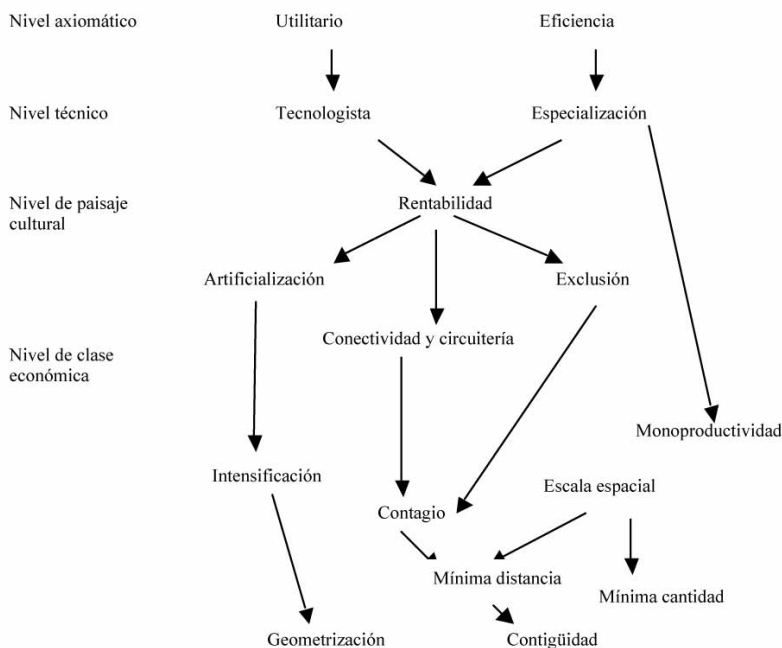 Nivel axiomático Utilitario Eficiencia
Nivel técnico Tecnologista Especialización
Nivel de paisaje Rentabilidad
cultural
Artificialización Exclusión
Conectividad y circuitería
Nivel de clase
económica
Monoproductividad
Intensificación Escala espacial
Contagio
Mínima distancia
Mínima cantidad
Geometrización Contigüidad